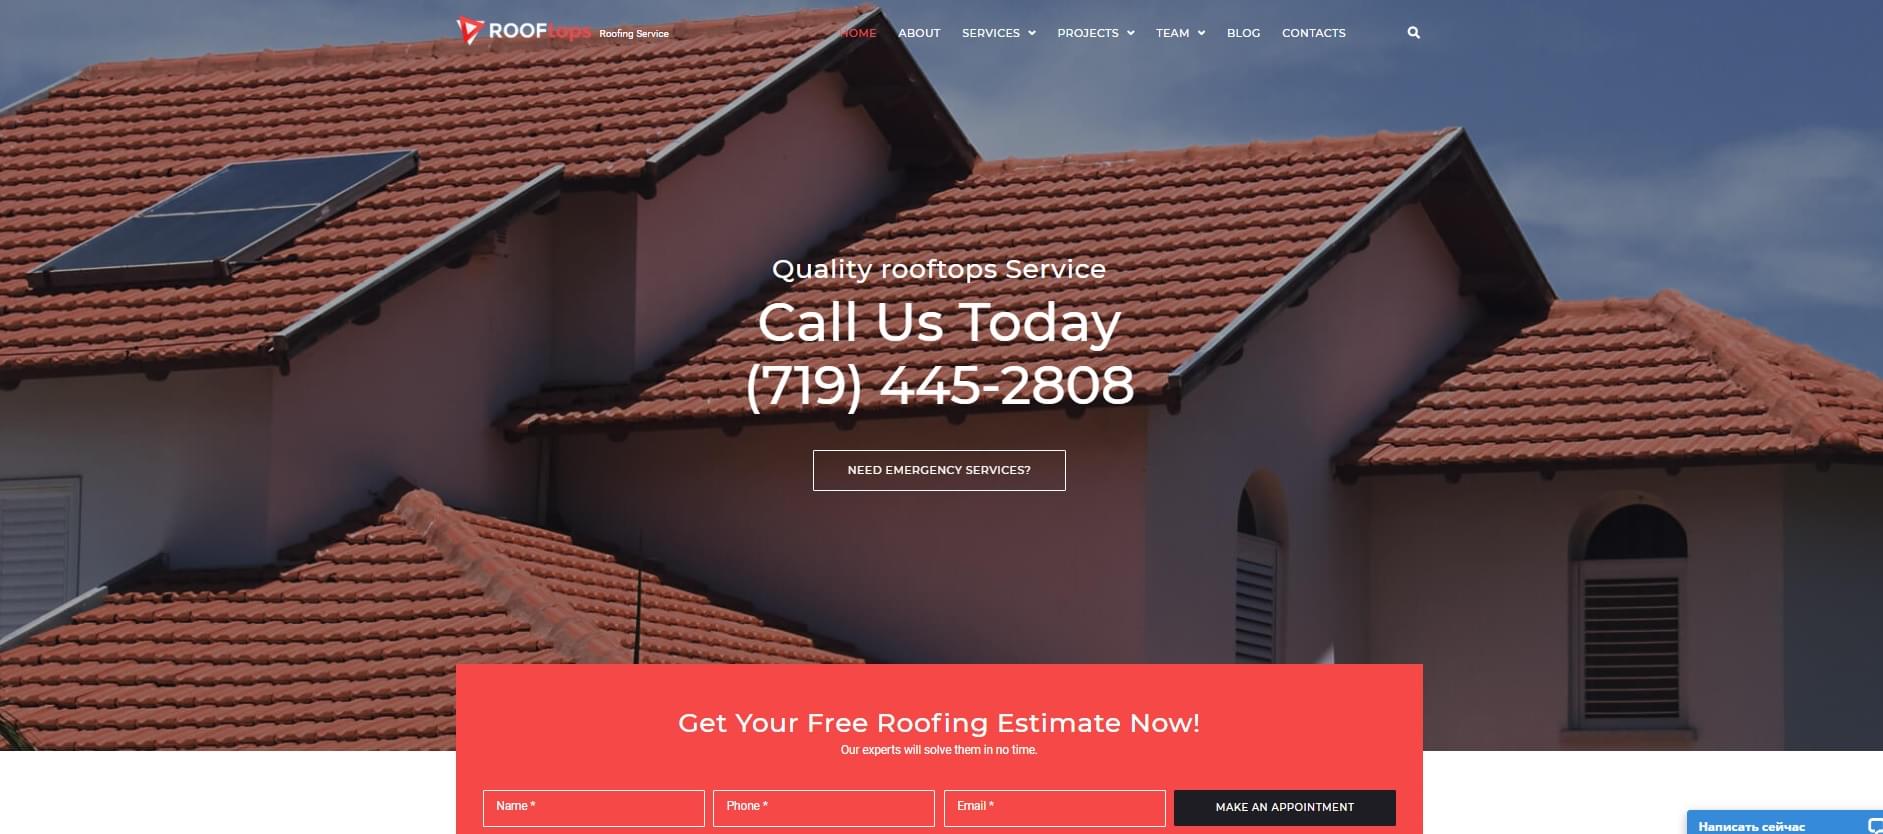 ROOFtops Roofing Service
HOME ABOUT SERVICES PROJECTS TEAM BLOG CONTACTS
Quality rooftops Service
Call Us Today
(719) 445-2808
NEED EMERGENCY SERVICES?
Get Your Free Roofing Estimate Now!
Our experts will solve them in no time.
Name * Phone * Email * MAKE AN APPOINTMENT
Написать сейчас